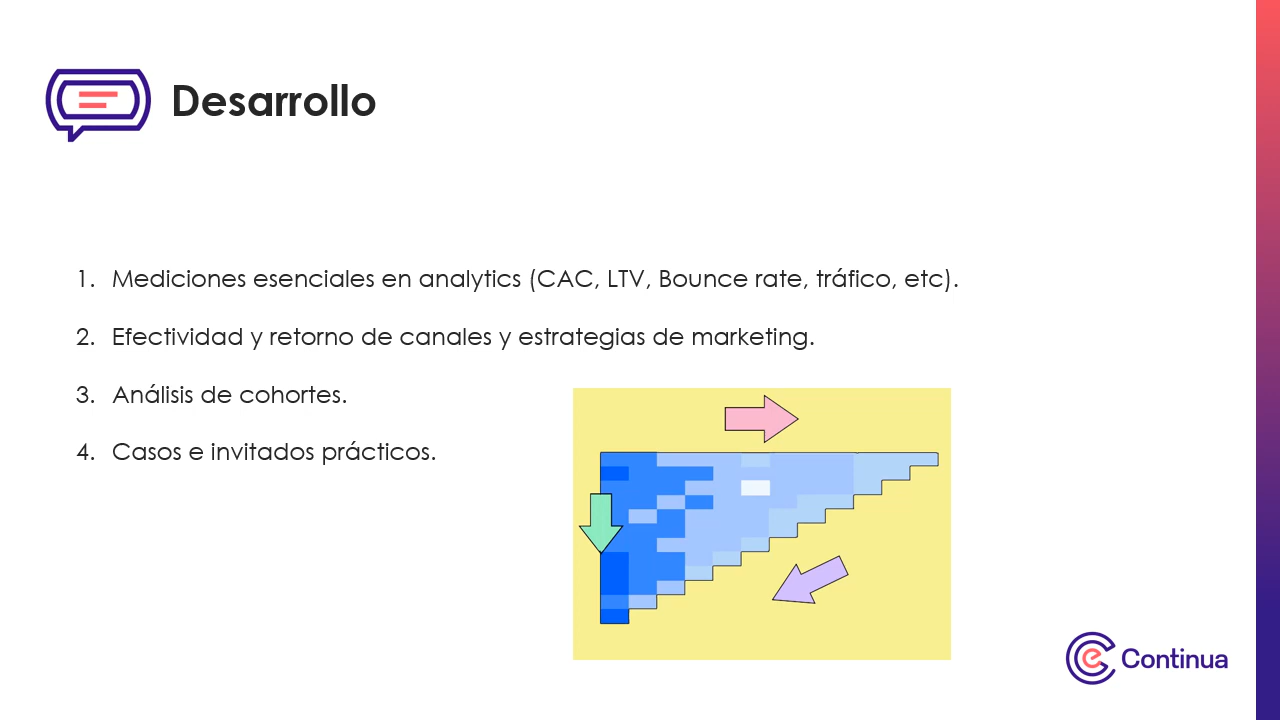 Desarrollo
1. Mediciones esenciales en analytics (CAC, LTV, Bounce rate, tráfico, etc).
2. Efectividad y retorno de canales y estrategias de marketing.
3. Análisis de cohortes.
4. Casos e invitados prácticos.
Continua